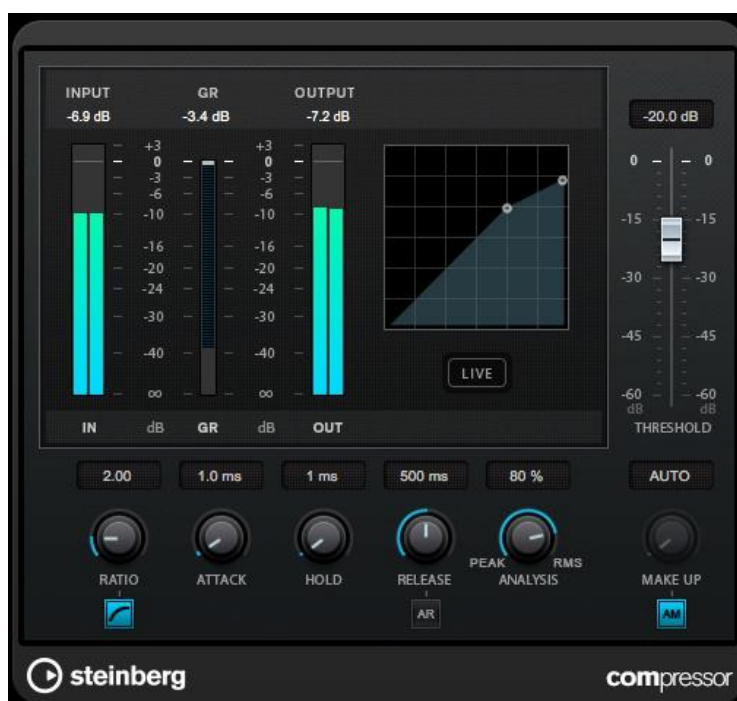 INPUT GR OUTPUT
-6.9 dB -3.4 dB -7.2 dB -20.0 dB
+3 +3
0 0 0 0
-3 -3
-6 -6
-10 -10
-15 -15
-16 -16
-20 -20
-24 -24
-30 -30
-30 -30
-45 -45
-40 -40
LIVE
∞ ∞
-60 -60
dB dB
IN dB GR dB OUT
THRESHOLD
2.00 1.0 ms 1 ms 500 ms 80 % AUTO
PEAK RMS
RATIO ATTACK HOLD RELEASE ANALYSIS MAKE UP
AR AM
steinberg compressor